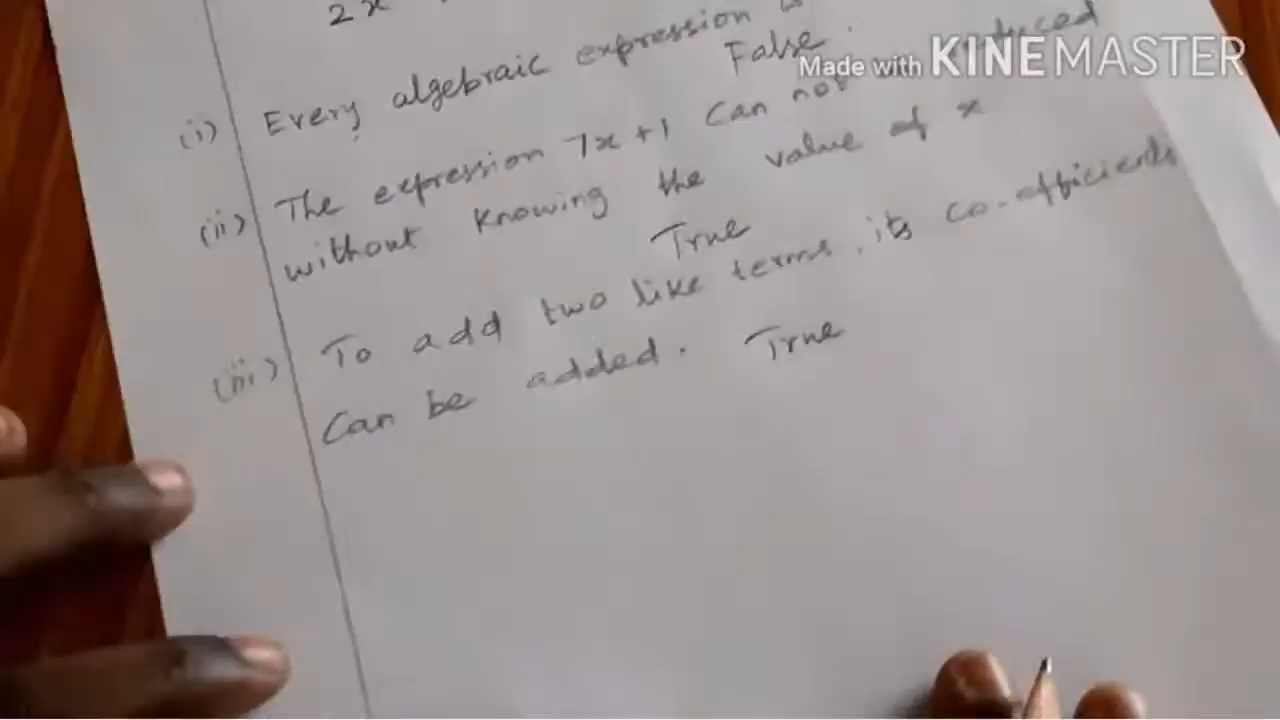 2x
(i) Every algebraic expression is
False.
Made with KINEMASTER
(ii) The expression 7x+1 Can not
without knowing the value of x
True
(iii) To add two like terms, its co-efficients
Can be added. True